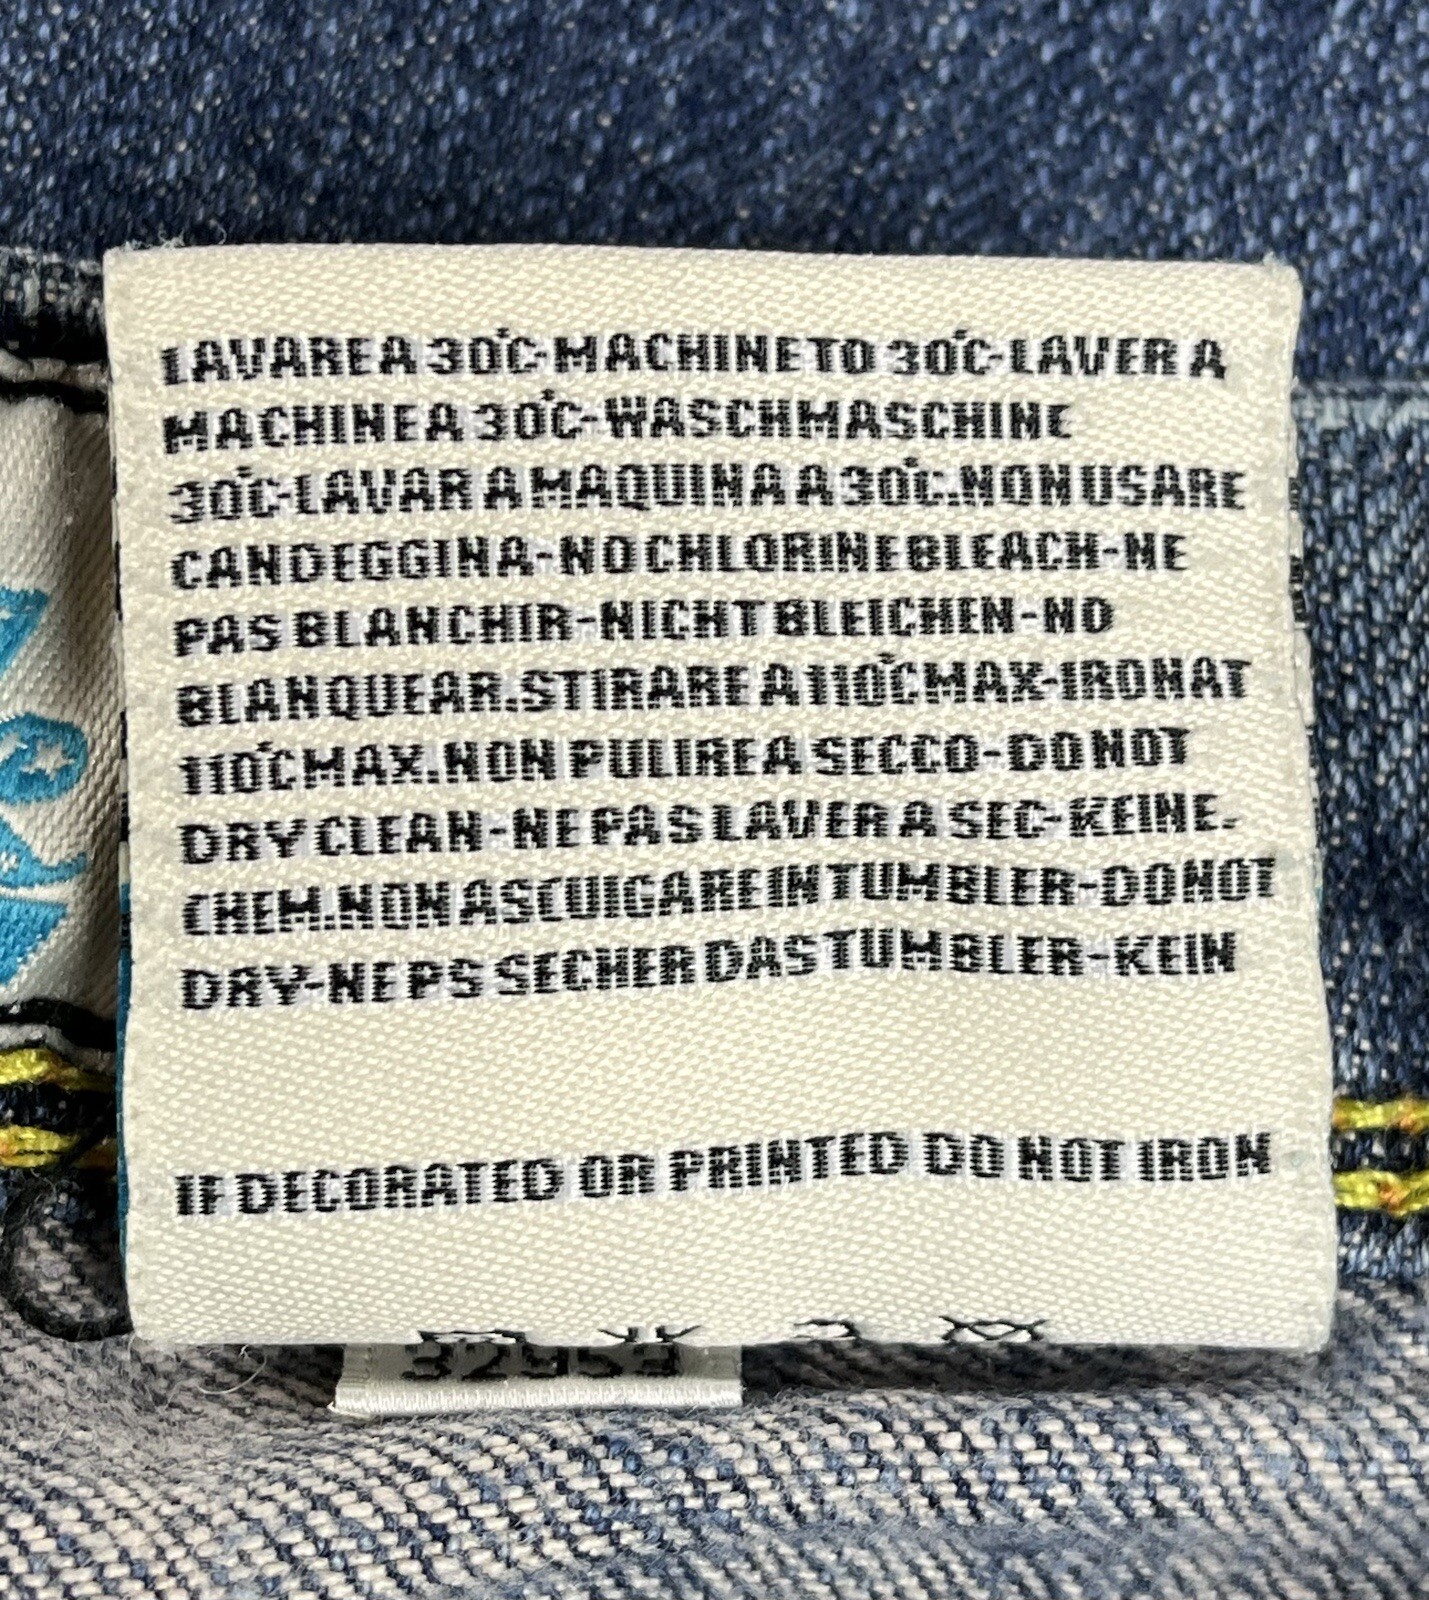 LAVARE A 30°C-MACHINE TO 30°C-LAVER A
MACHINE A 30°C-WASCHMASCHINE
30°C-LAVAR A MAQUINA A 30°C.NON USARE
CANDEGGINA-NO CHLORINE BLEACH-NE
PAS BLANCHIR-NICHT BLEICHEN-NO
BLANQUEAR.STIRARE A 110°C MAX-IRON AT
110°C MAX.NON PULIRE A SECCO-DO NOT
DRY CLEAN-NE PAS LAVER A SEC-KEINE.
CHEM.NON ASCUIGARE IN TUMBLER-DO NOT
DRY-NE PS SECHER DAS TUMBLER-KEIN
IF DECORATED OR PRINTED DO NOT IRON